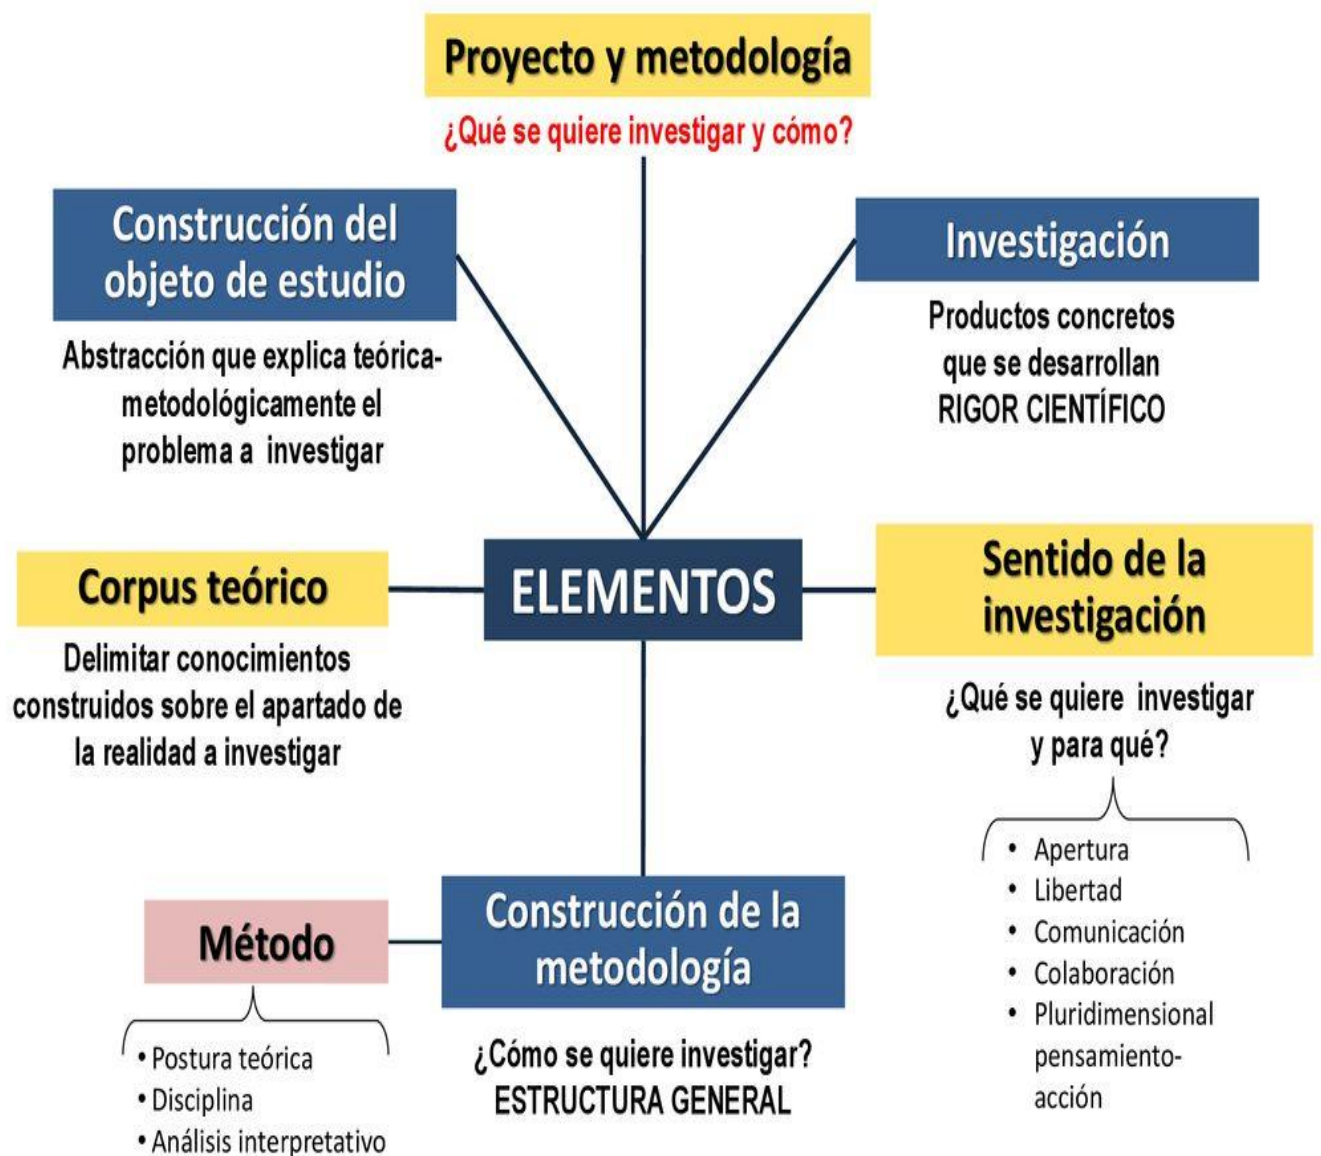 Proyecto y metodología
¿Qué se quiere investigar y cómo?
Construcción del
objeto de estudio
Abstracción que explica teórica-
metodológicamente el
problema a investigar
Investigación
Productos concretos
que se desarrollan
RIGOR CIENTÍFICO
ELEMENTOS
Corpus teórico
Delimitar conocimientos
construidos sobre el apartado de
la realidad a investigar
Sentido de la
investigación
¿Qué se quiere investigar
y para qué?
• Apertura
• Libertad
• Comunicación
• Colaboración
• Pluridimensional
pensamiento-
acción
Construcción de la
metodología
¿Cómo se quiere investigar?
ESTRUCTURA GENERAL
Método
• Postura teórica
• Disciplina
• Análisis interpretativo